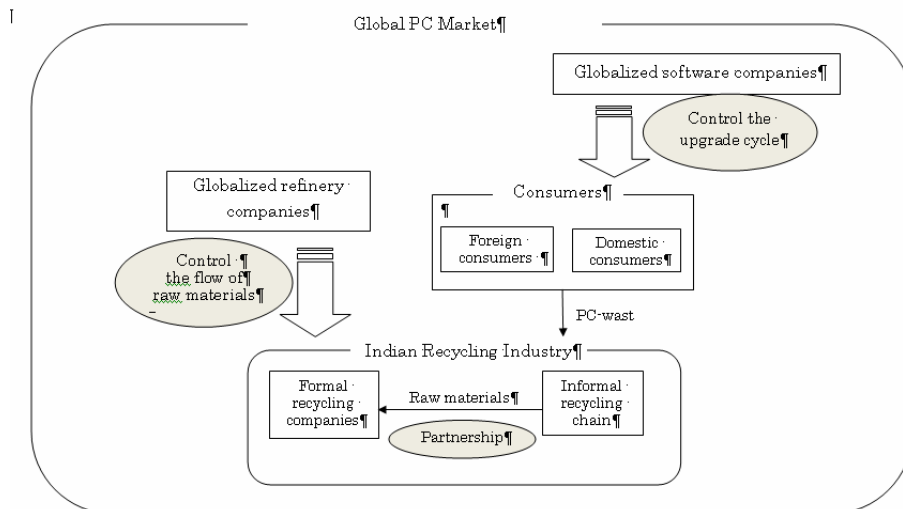 Global PC Market¶
Globalized software companies¶
Control the
upgrade cycle¶
Globalized refinery
companies¶
Consumers¶
¶
Foreign
consumers ¶
Domestic
consumers¶
Control ¶
the flow of¶
raw materials¶
PC-wast
Indian Recycling Industry¶
Formal
recycling
companies¶
Raw materials¶
Informal
recycling
chain¶
Partnership¶